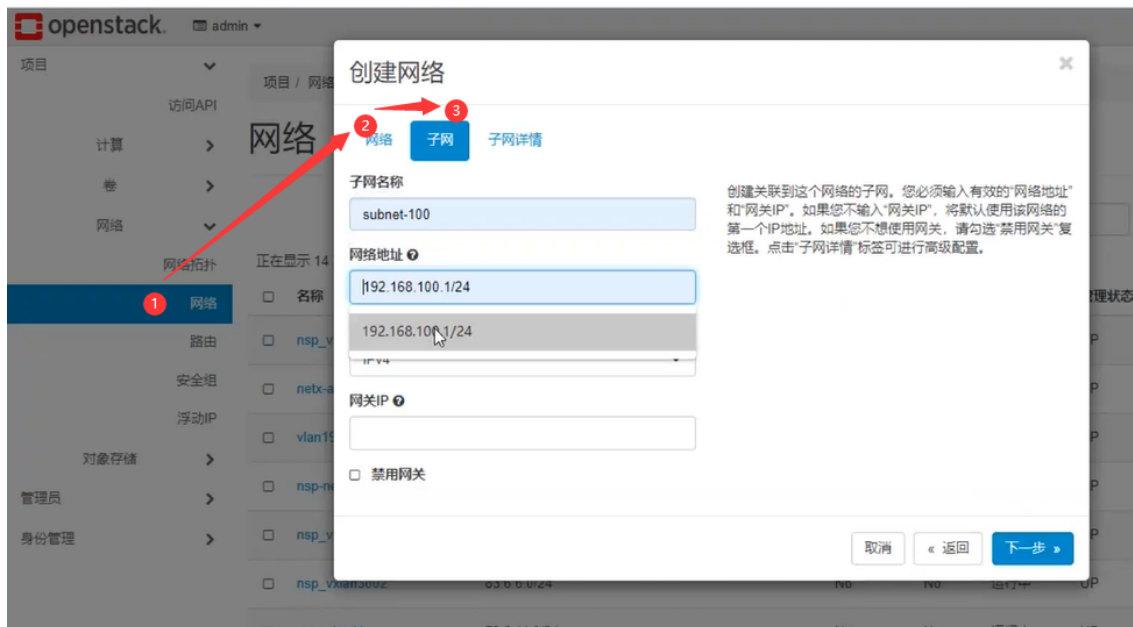 openstack. admin
项目
访问API
计算
卷
网络
网络拓扑
1 网络
路由
安全组
浮动IP
对象存储
管理员
身份管理
项目 / 网络
网络
正在显示 14
名称
管理状态
nsp_v
netx-a
vlan19
nsp-ne
nsp_v
nsp_vxlan3002 83.6.6.0/24 No No 运行中 UP
创建网络 ×
2 3
网络 子网 子网详情
子网名称
subnet-100
网络地址
192.168.100.1/24
192.168.100.1/24
IPv4
网关IP
禁用网关
创建关联到这个网络的子网。您必须输入有效的“网络地址”
和“网关IP”。如果您不输入“网关IP”，将默认使用该网络的
第一个IP地址。如果您不想使用网关，请勾选“禁用网关”复
选框。点击“子网详情”标签可进行高级配置。
取消 « 返回 下一步 »